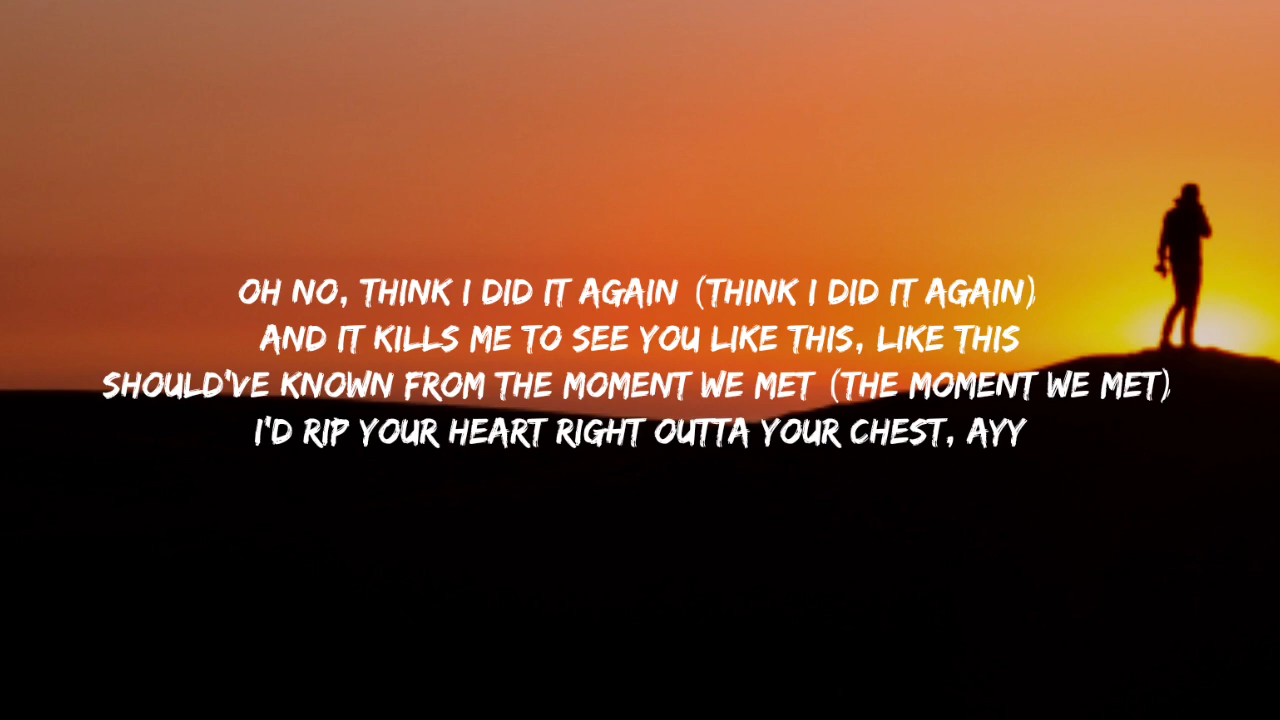 OH NO, THINK I DID IT AGAIN (THINK I DID IT AGAIN)
AND IT KILLS ME TO SEE YOU LIKE THIS, LIKE THIS
SHOULD'VE KNOWN FROM THE MOMENT WE MET (THE MOMENT WE MET)
I'D RIP YOUR HEART RIGHT OUTTA YOUR CHEST, AYY